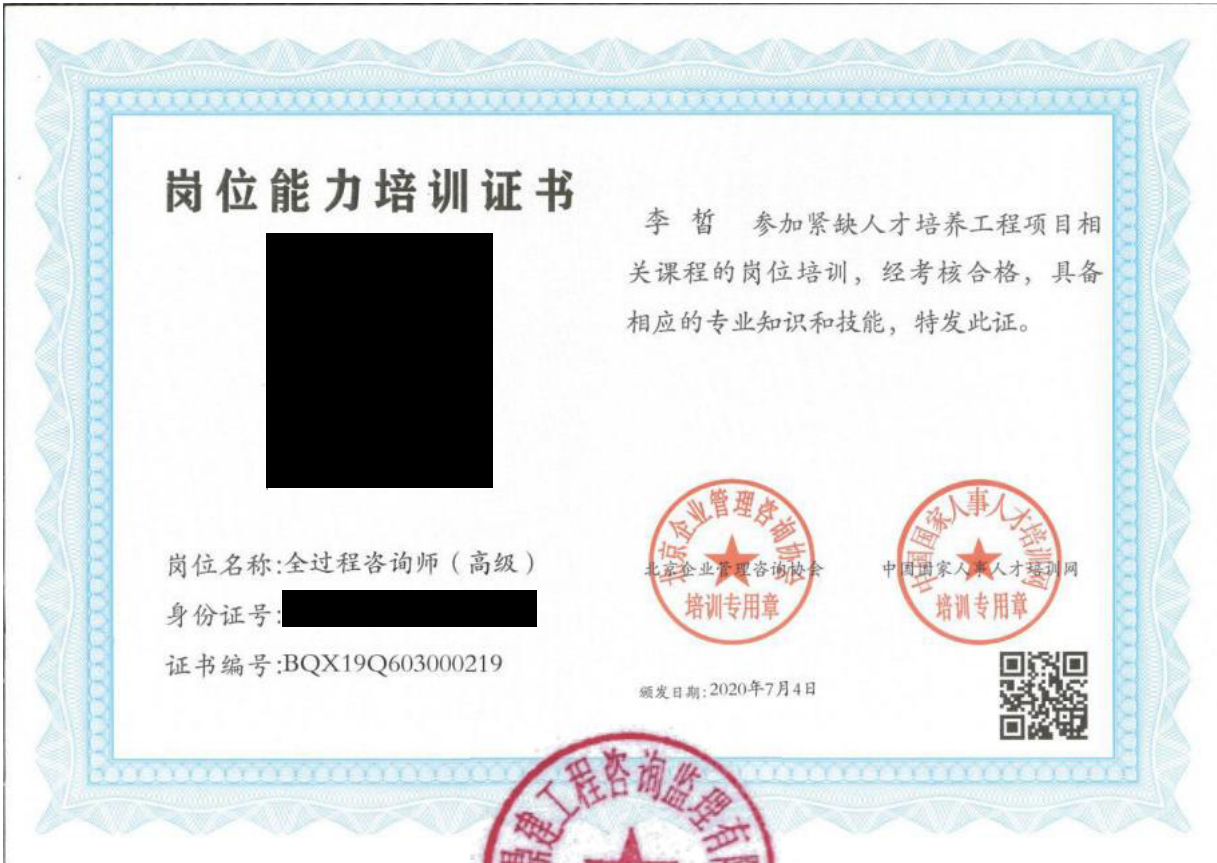 岗位能力培训证书
李 皙 参加紧缺人才培养工程项目相
关课程的岗位培训，经考核合格，具备
相应的专业知识和技能，特发此证。
岗位名称:全过程咨询师（高级）
身份证号:
证书编号:BQX19Q603000219
北京企业管理咨询协会
北京企业管理咨询协会
培训专用章
中国国家人事人才培训网
中国国家人事人才培训网
培训专用章
颁发日期:2020年7月4日
建工程咨询监理有限